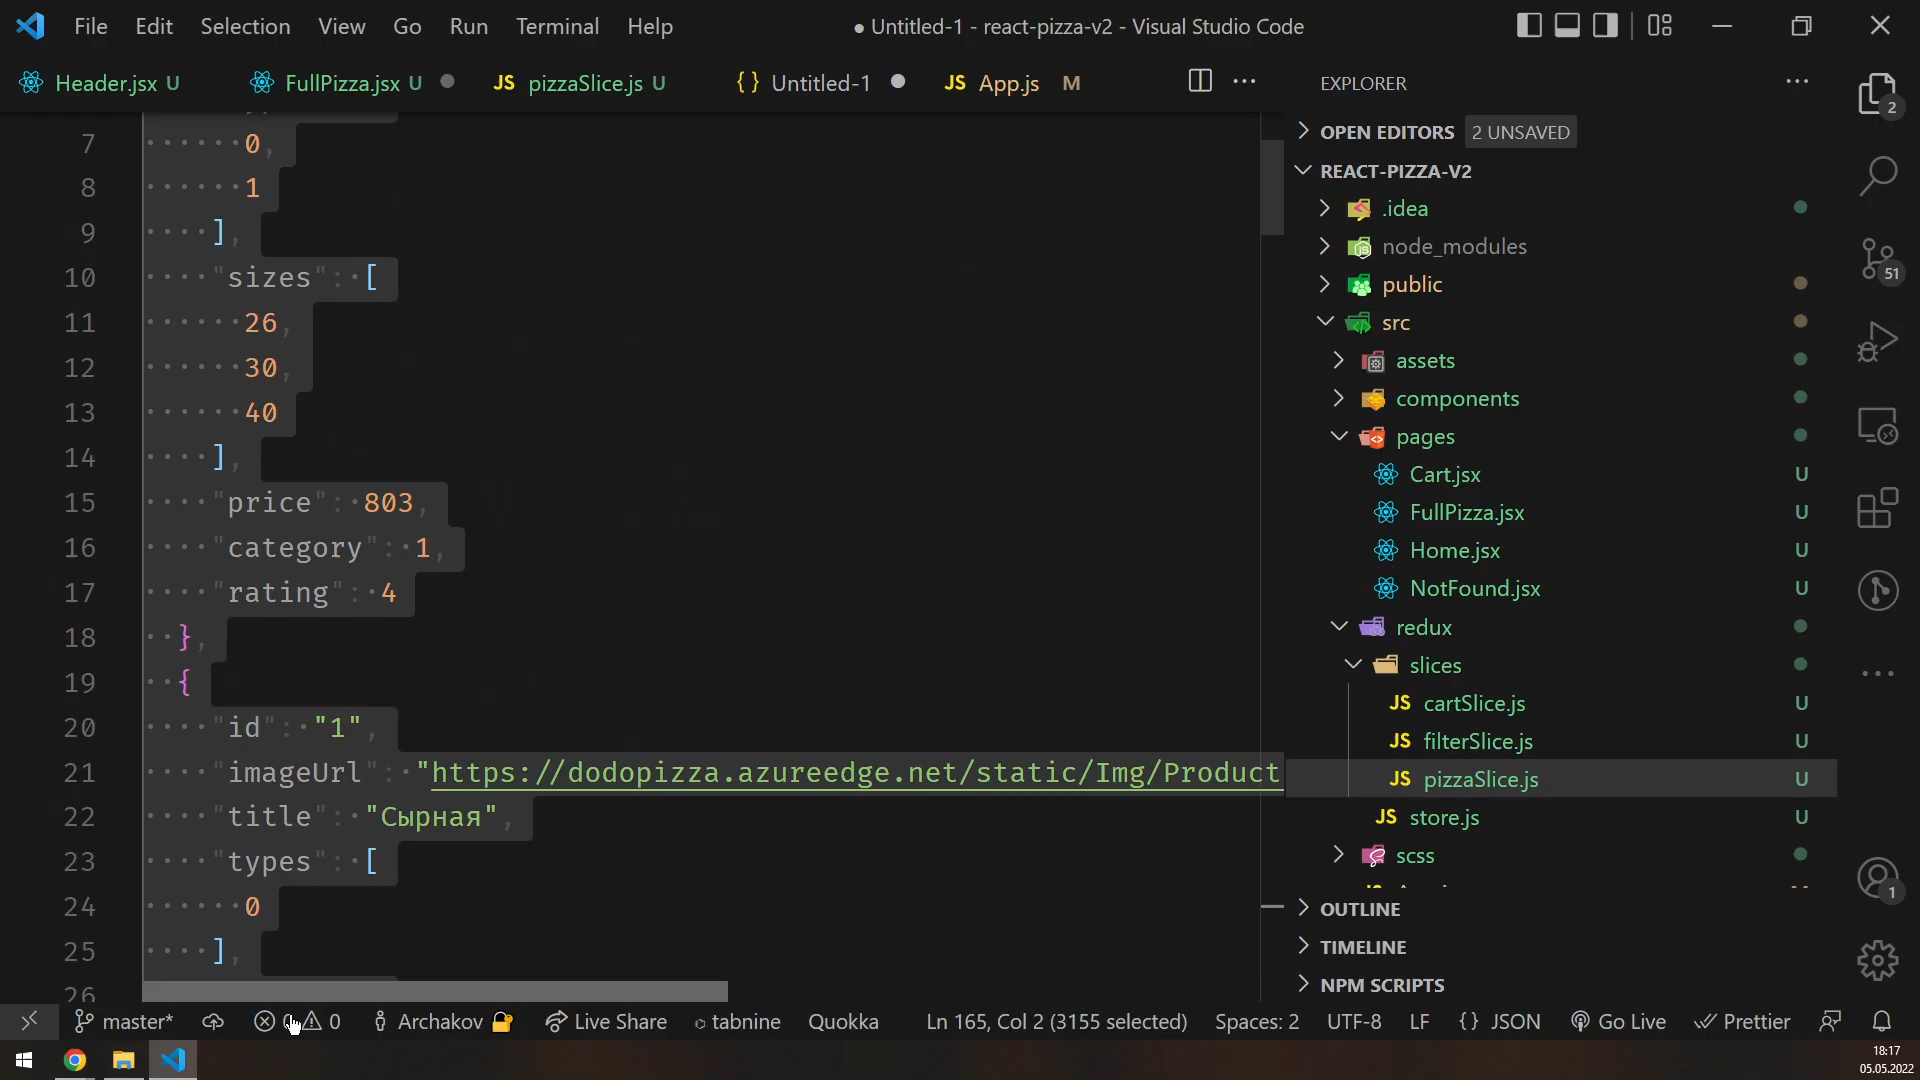 File Edit Selection View Go Run Terminal Help
● Untitled-1 - react-pizza-v2 - Visual Studio Code
Header.jsx U
FullPizza.jsx U
JS pizzaSlice.js U
{ } Untitled-1
JS App.js M
7 0,
8 1
9 ],
10 "sizes": [
11 26,
12 30,
13 40
14 ],
15 "price": 803,
16 "category": 1,
17 "rating": 4
18 },
19 {
20 "id": "1",
21 "imageUrl": "https://dodopizza.azureedge.net/static/Img/Product
22 "title": "Сырная",
23 "types": [
24 0
25 ],
26
EXPLORER
OPEN EDITORS 2 UNSAVED
REACT-PIZZA-V2
.idea
node_modules
public
src
assets
components
pages
Cart.jsx U
FullPizza.jsx U
Home.jsx U
NotFound.jsx U
redux
slices
JS cartSlice.js U
JS filterSlice.js U
JS pizzaSlice.js U
JS store.js U
scss
OUTLINE
TIMELINE
NPM SCRIPTS
2
51
1
master* 0 Archakov Live Share tabnine Quokka Ln 165, Col 2 (3155 selected) Spaces: 2 UTF-8 LF { } JSON Go Live Prettier
18:17
05.05.2022